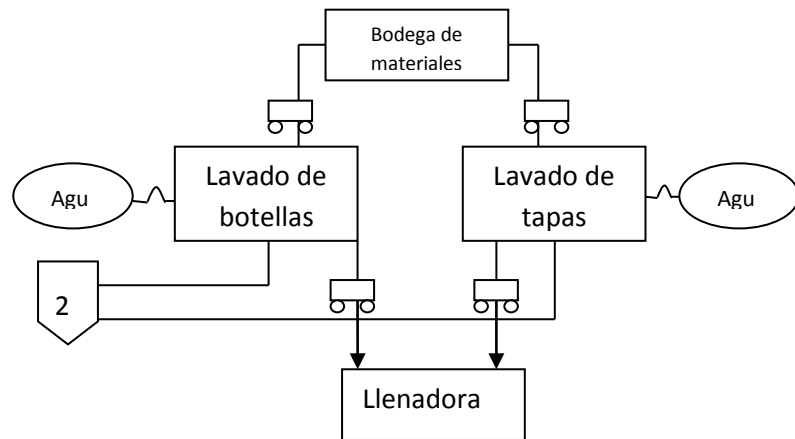 Bodega de
materiales
Lavado de
botellas
Lavado de
tapas
Agu
Agu
2
Llenadora